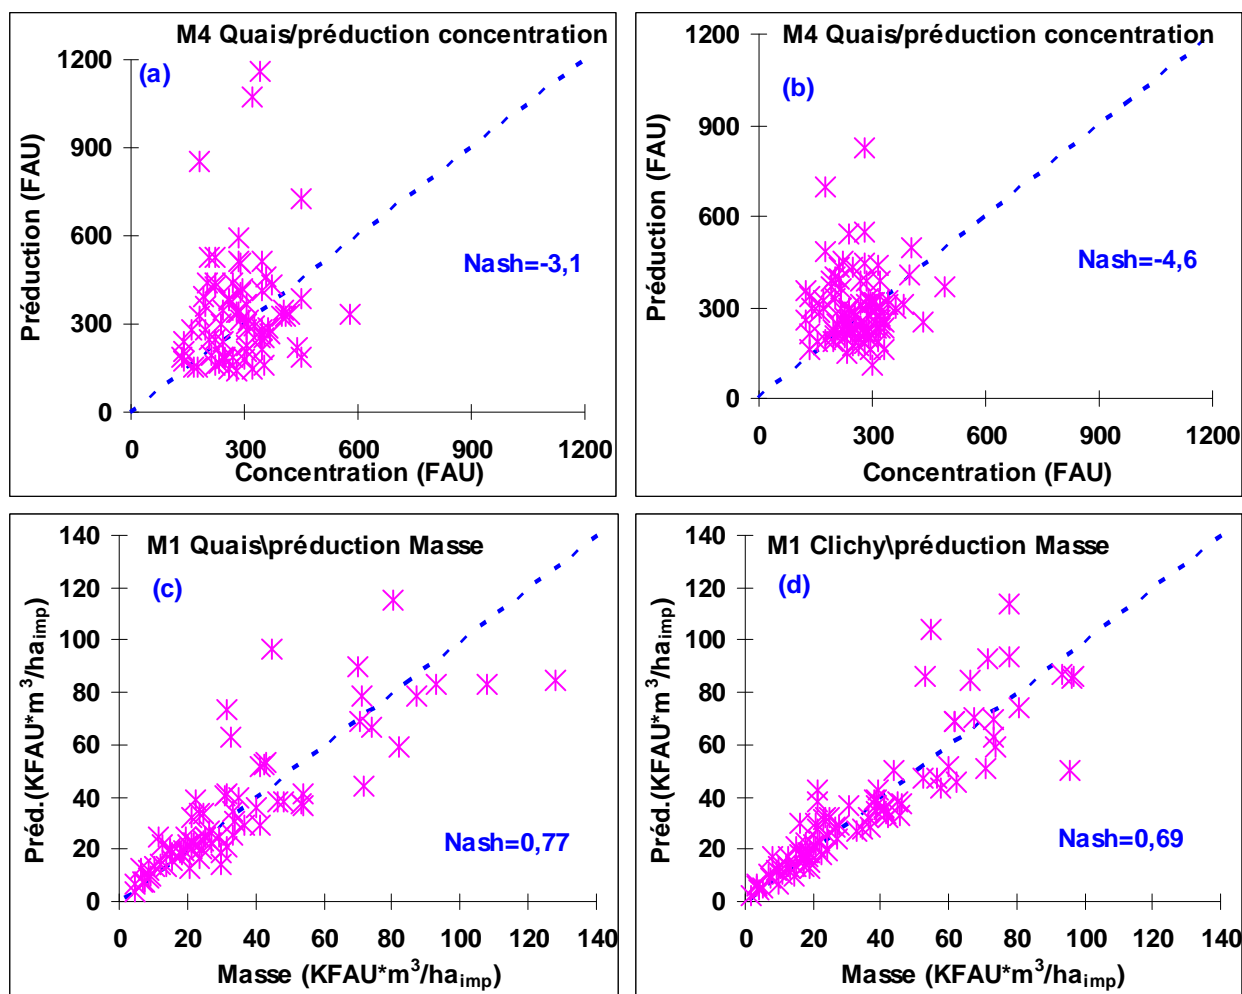 M4 Quais/préduction concentration
(a)
Préduction (FAU)
1200
900
600
300
0
Nash=-3,1
0 300 600 900 1200
Concentration (FAU)
M4 Quais/préduction concentration
(b)
Préduction (FAU)
1200
900
600
300
0
Nash=-4,6
0 300 600 900 1200
Concentration (FAU)
M1 Quais\préduction Masse
(c)
Préd.(KFAU*m³/ha_imp)
140
120
100
80
60
40
20
0
Nash=0,77
0 20 40 60 80 100 120 140
Masse (KFAU*m³/ha_imp)
M1 Clichy\préduction Masse
(d)
Préd.(KFAU*m³/ha_imp)
140
120
100
80
60
40
20
0
Nash=0,69
0 20 40 60 80 100 120 140
Masse (KFAU*m³/ha_imp)